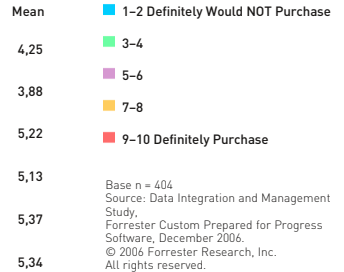 Mean
4,25
3,88
5,22
5,13
5,37
5,34
1–2 Definitely Would NOT Purchase
3–4
5–6
7–8
9–10 Definitely Purchase
Base n = 404
Source: Data Integration and Management
Study,
Forrester Custom Prepared for Progress
Software, December 2006.
© 2006 Forrester Research, Inc.
All rights reserved.